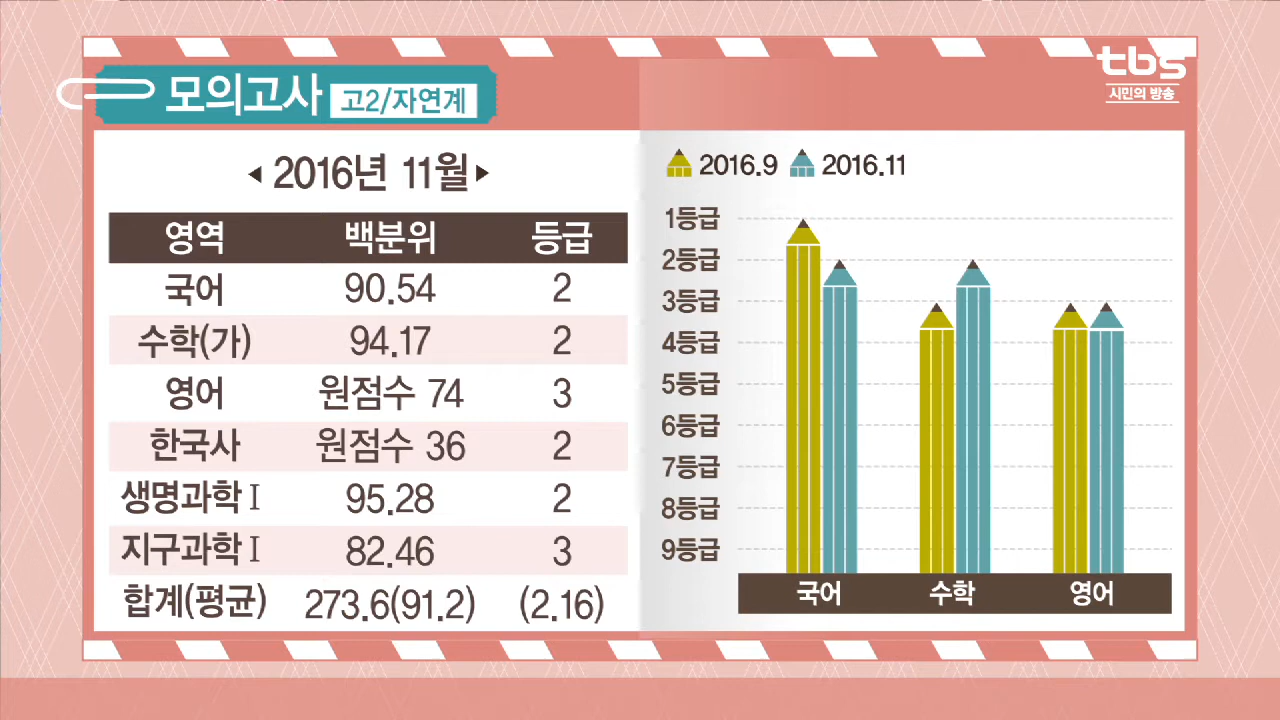 모의고사 고2/자연계
tbs
시민의 방송
2016년 11월
영역 백분위 등급
국어 90.54 2
수학(가) 94.17 2
영어 원점수 74 3
한국사 원점수 36 2
생명과학Ⅰ 95.28 2
지구과학Ⅰ 82.46 3
합계(평균) 273.6(91.2) (2.16)
2016.9 2016.11
1등급
2등급
3등급
4등급
5등급
6등급
7등급
8등급
9등급
국어 수학 영어